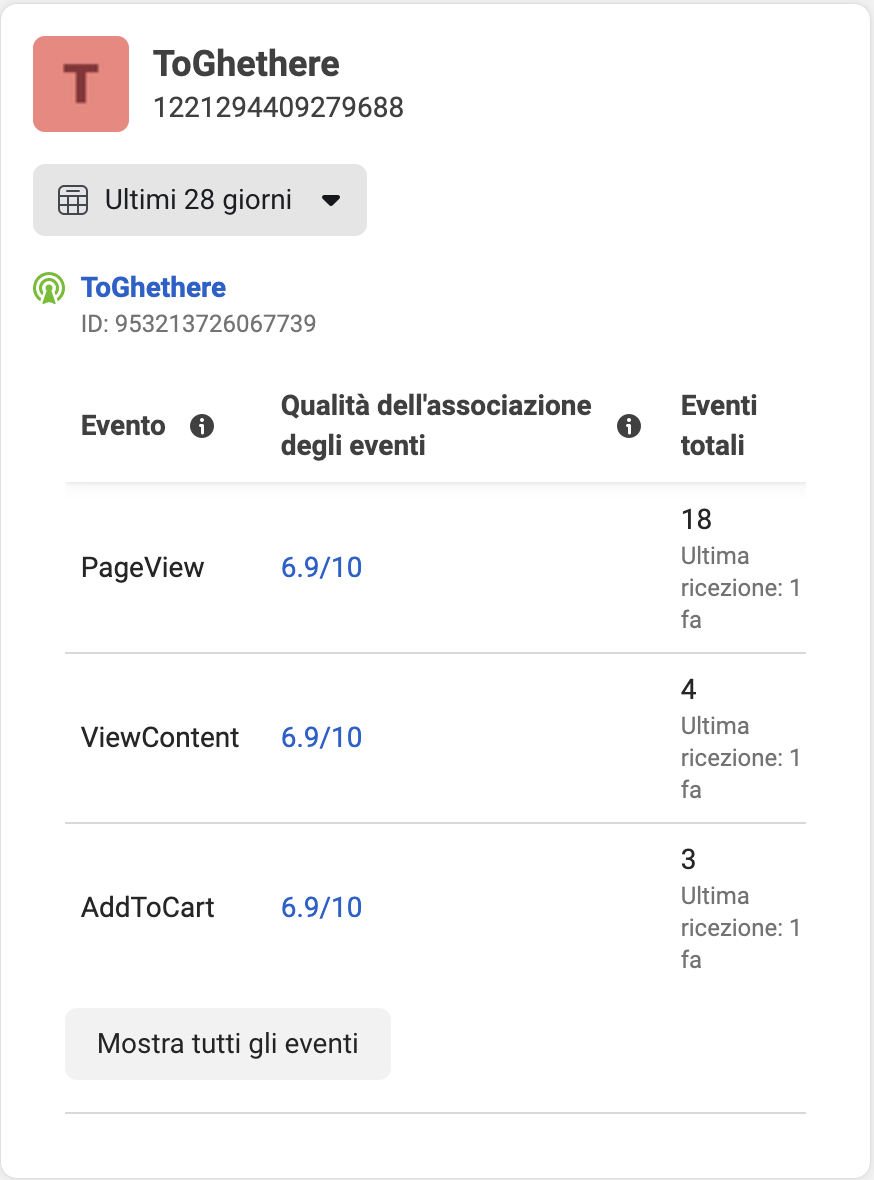 T
ToGhethere
1221294409279688
Ultimi 28 giorni
ToGhethere
ID: 953213726067739
Evento
Qualità dell'associazione
degli eventi
Eventi
totali
PageView
6.9/10
18
Ultima
ricezione: 1
fa
ViewContent
6.9/10
4
Ultima
ricezione: 1
fa
AddToCart
6.9/10
3
Ultima
ricezione: 1
fa
Mostra tutti gli eventi